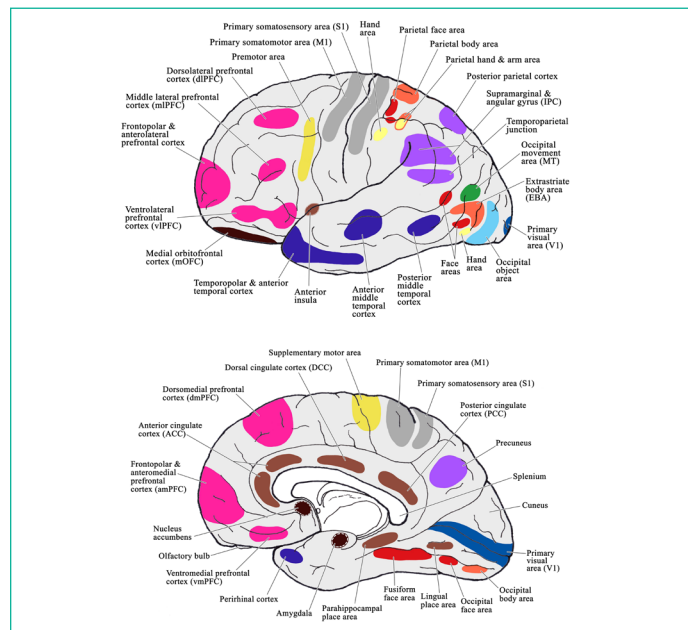 Primary somatosensory area (S1)
Hand
area
Parietal face area
Primary somatomotor area (M1)
Parietal body area
Premotor area
Parietal hand & arm area
Dorsolateral prefrontal
cortex (dlPFC)
Posterior parietal cortex
Middle lateral prefrontal
cortex (mlPFC)
Supramarginal &
angular gyrus (IPC)
Frontopolar &
anterolateral
prefrontal cortex
Temporoparietal
junction
Occipital
movement
area (MT)
Extrastriate
body area
(EBA)
Ventrolateral
prefrontal
cortex (vlPFC)
Primary
visual
area (V1)
Medial orbitofrontal
cortex (mOFC)
Temporopolar & anterior
temporal cortex
Anterior
insula
Anterior
middle
temporal
cortex
Posterior
middle
temporal
cortex
Face
areas
Hand
area
Occipital
object
area
Supplementary motor area
Dorsal cingulate cortex (DCC)
Primary somatomotor area (M1)
Primary somatosensory area (S1)
Dorsomedial prefrontal
cortex (dmPFC)
Posterior cingulate
cortex (PCC)
Anterior cingulate
cortex (ACC)
Precuneus
Frontopolar &
anteromedial
prefrontal
cortex (amPFC)
Splenium
Cuneus
Nucleus
accumbens
Olfactory bulb
Primary
visual
area (V1)
Ventromedial prefrontal
cortex (vmPFC)
Perirhinal cortex
Amygdala
Parahippocampal
place area
Fusiform
face area
Lingual
place area
Occipital
face area
Occipital
body area